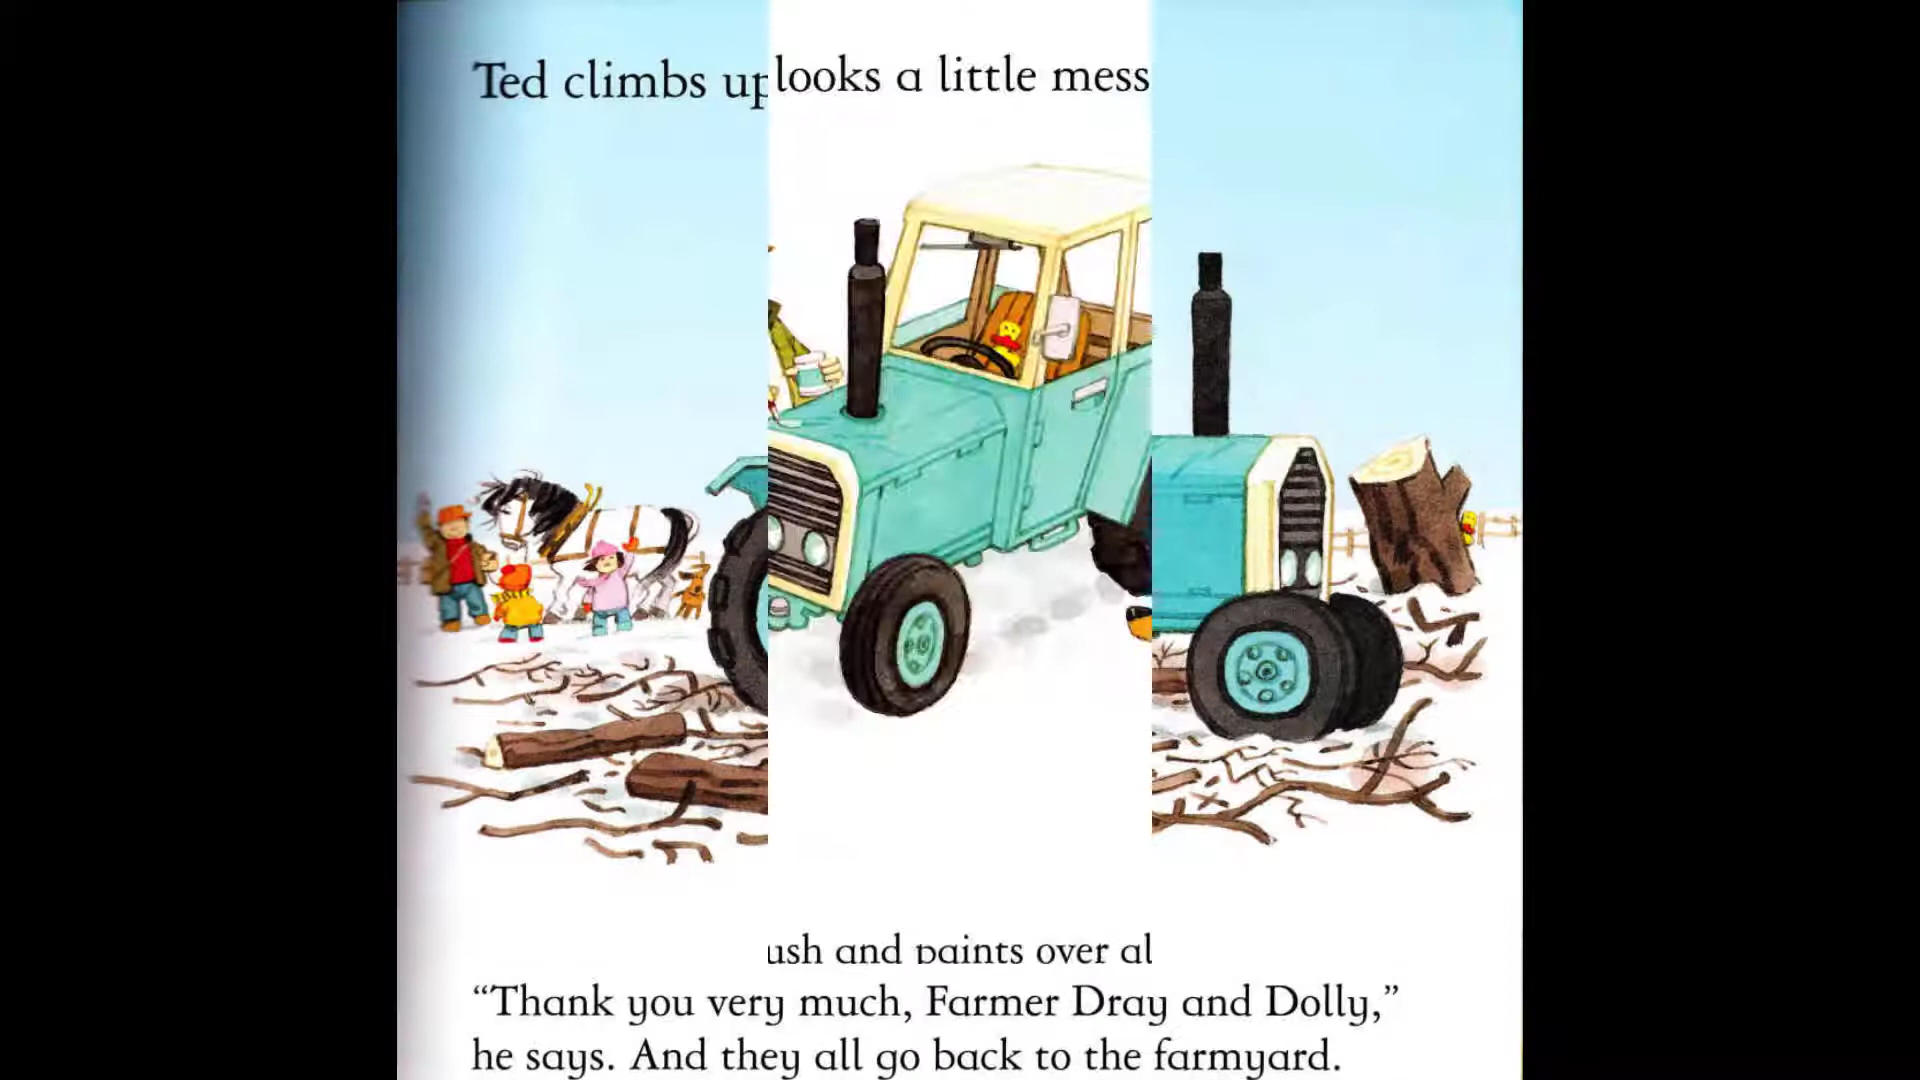 Ted climbs up
looks a little mess
ush and paints over al
“Thank you very much, Farmer Dray and Dolly,”
he says. And they all go back to the farmyard.